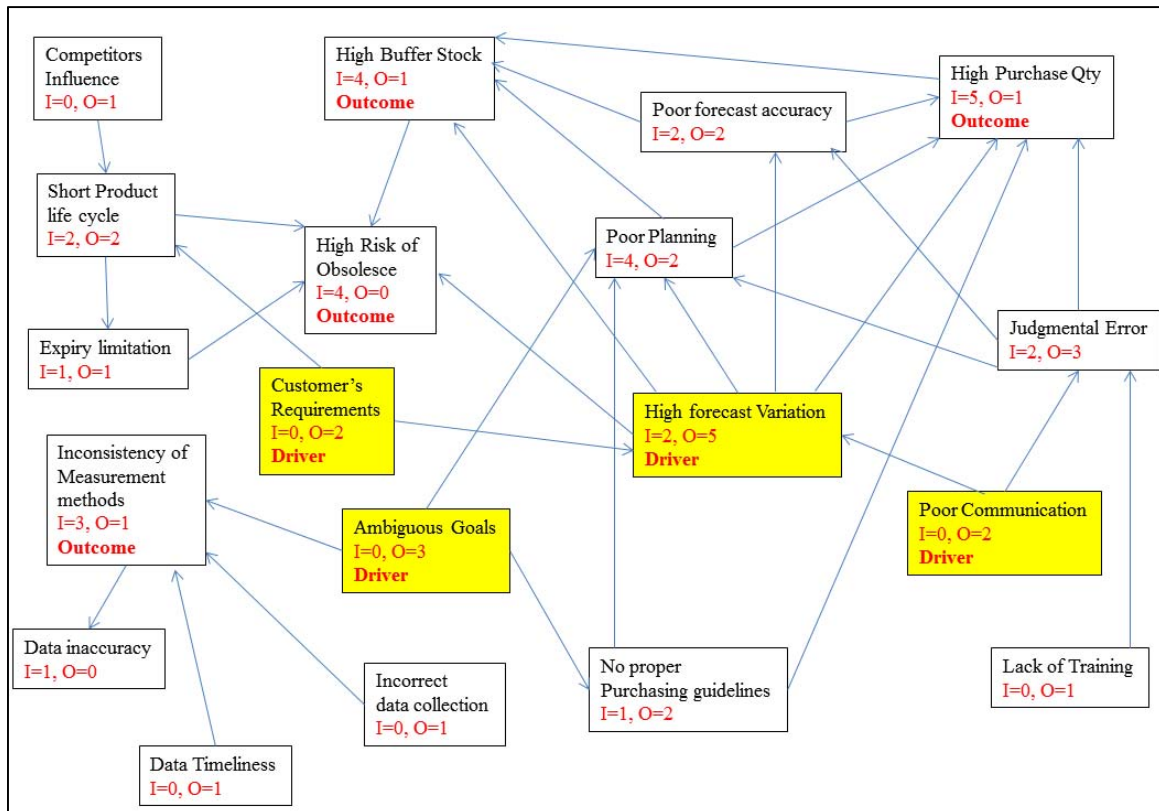 Competitors
Influence
I=0, O=1
High Buffer Stock
I=4, O=1
Outcome
High Purchase Qty
I=5, O=1
Outcome
Poor forecast accuracy
I=2, O=2
Short Product
life cycle
I=2, O=2
High Risk of
Obsolesce
I=4, O=0
Outcome
Poor Planning
I=4, O=2
Judgmental Error
I=2, O=3
Expiry limitation
I=1, O=1
Customer’s
Requirements
I=0, O=2
Driver
High forecast Variation
I=2, O=5
Driver
Inconsistency of
Measurement
methods
I=3, O=1
Outcome
Ambiguous Goals
I=0, O=3
Driver
Poor Communication
I=0, O=2
Driver
Data inaccuracy
I=1, O=0
Incorrect
data collection
I=0, O=1
No proper
Purchasing guidelines
I=1, O=2
Lack of Training
I=0, O=1
Data Timeliness
I=0, O=1